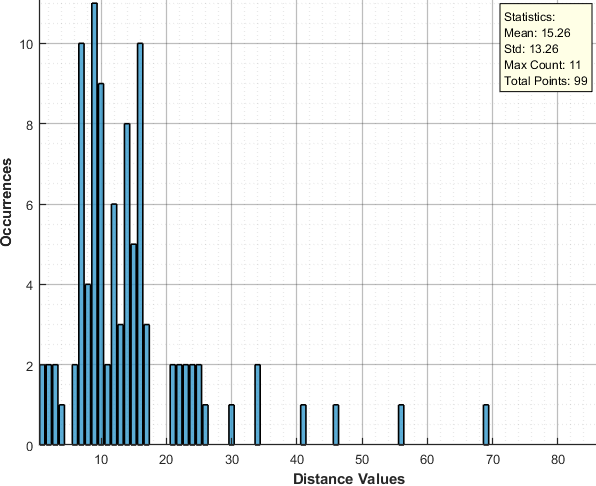 Statistics:
Mean: 15.26
Std: 13.26
Max Count: 11
Total Points: 99
Occurrences
10
8
6
4
2
0
10 20 30 40 50 60 70 80
Distance Values